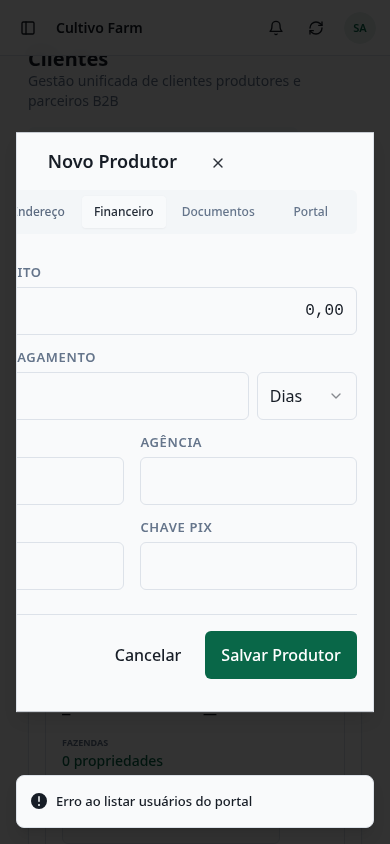 Cultivo Farm
SA
Clientes
Gestão unificada de clientes produtores e
parceiros B2B
Novo Produtor
ndereço
Financeiro
Documentos
Portal
ITO
0,00
AGAMENTO
Dias
AGÊNCIA
CHAVE PIX
Cancelar
Salvar Produtor
FAZENDAS
0 propriedades
Erro ao listar usuários do portal